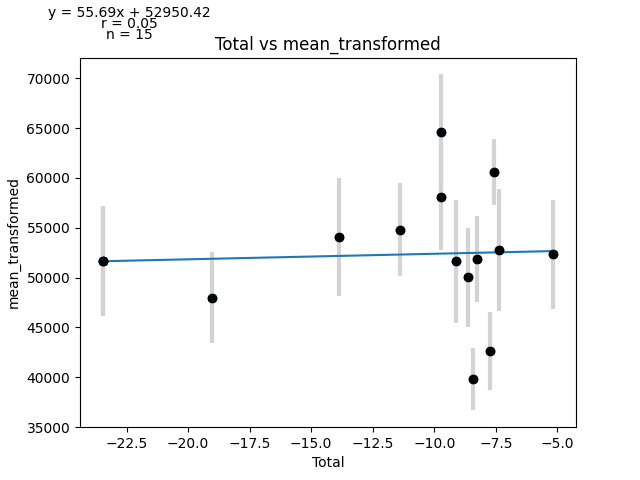 y = 55.69x + 52950.42
r = 0.05
n = 15
Total vs mean_transformed
mean_transformed
70000
65000
60000
55000
50000
45000
40000
35000
−22.5 −20.0 −17.5 −15.0 −12.5 −10.0 −7.5 −5.0
Total